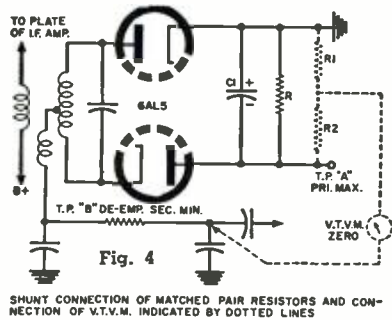 TO PLATE
OF I.F. AMP.
6AL5
C1
+
-
R
R1
R2
B+
T.P. "A"
PRI. MAX.
T.P. "B" DE-EMP. SEC. MIN.
V.T.V.M.
ZERO
Fig. 4
SHUNT CONNECTION OF MATCHED PAIR RESISTORS AND CON-
NECTION OF V.T.V.M. INDICATED BY DOTTED LINES